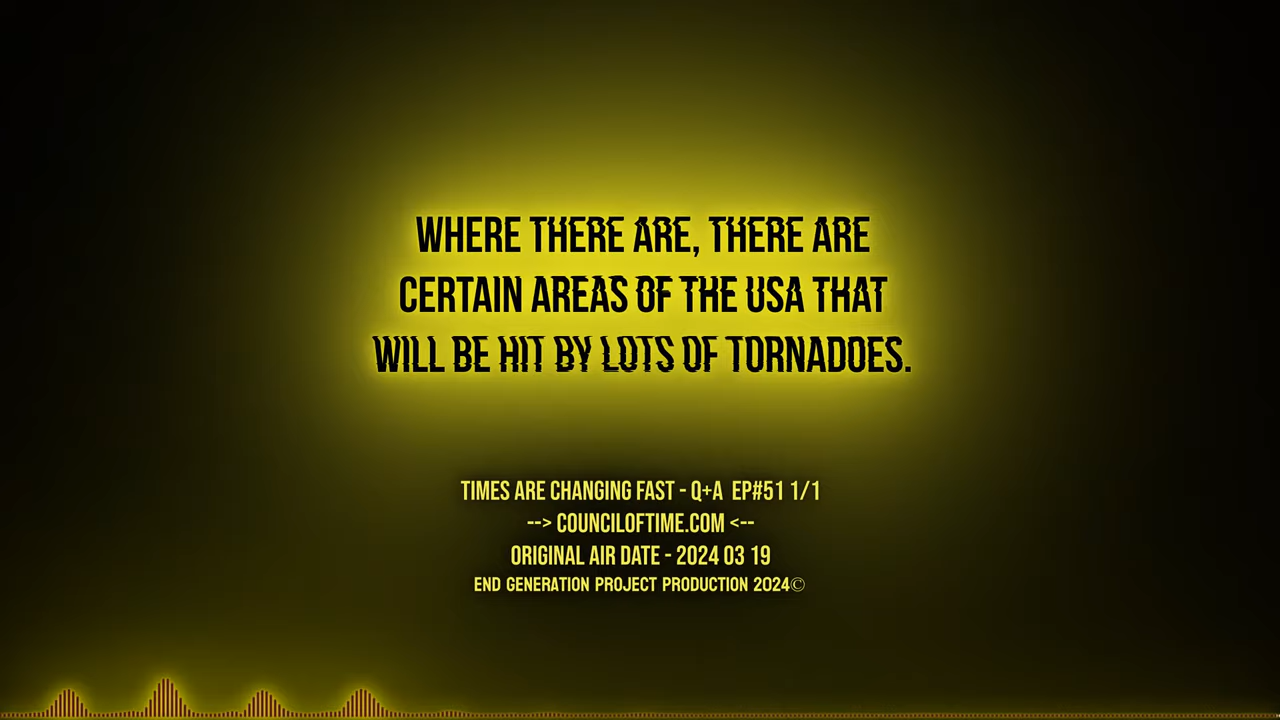 WHERE THERE ARE, THERE ARE
CERTAIN AREAS OF THE USA THAT
WILL BE HIT BY LOTS OF TORNADOES.
TIMES ARE CHANGING FAST - Q+A EP#51 1/1
--> COUNCILOFTIME.COM <--
ORIGINAL AIR DATE - 2024 03 19
END GENERATION PROJECT PRODUCTION 2024©